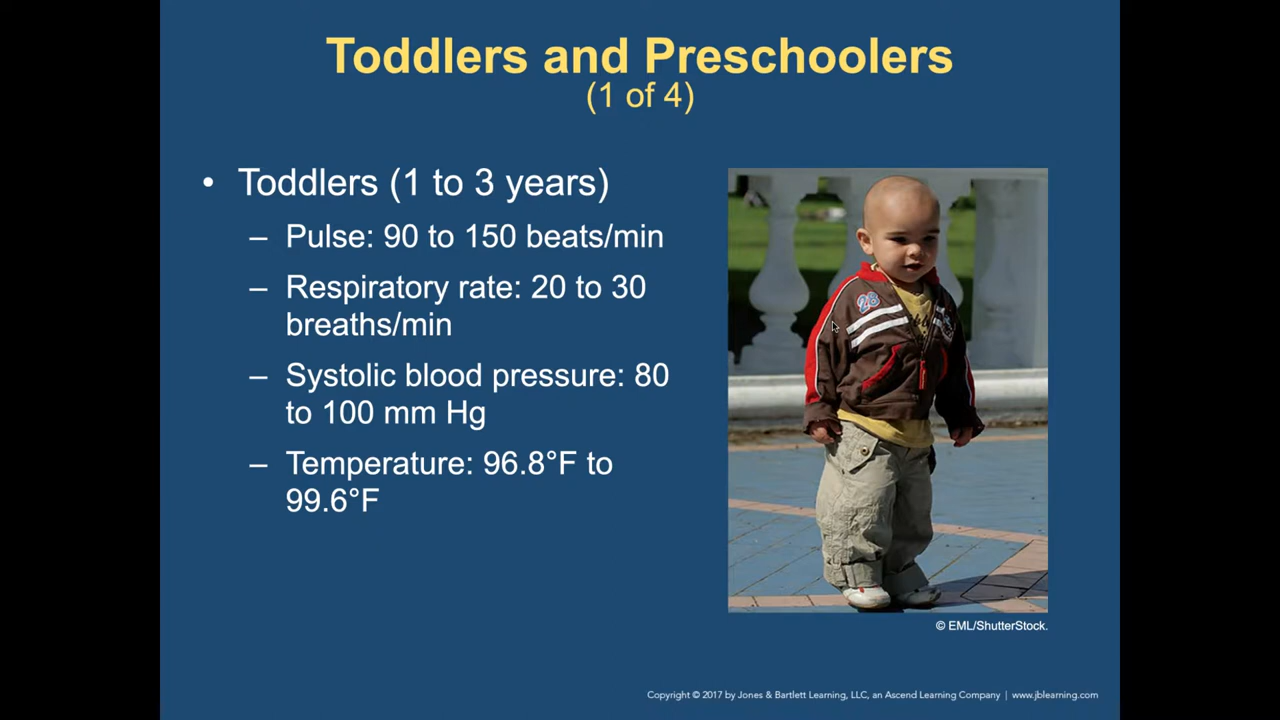 Toddlers and Preschoolers
(1 of 4)
• Toddlers (1 to 3 years)
– Pulse: 90 to 150 beats/min
– Respiratory rate: 20 to 30
breaths/min
– Systolic blood pressure: 80
to 100 mm Hg
– Temperature: 96.8°F to
99.6°F
28
© EML/ShutterStock.
Copyright © 2017 by Jones & Bartlett Learning, LLC, an Ascend Learning Company | www.jblearning.com